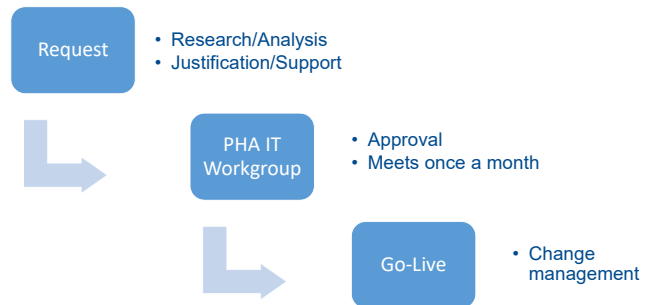 Request
• Research/Analysis
• Justification/Support
PHA IT
Workgroup
• Approval
• Meets once a month
Go-Live
• Change
management